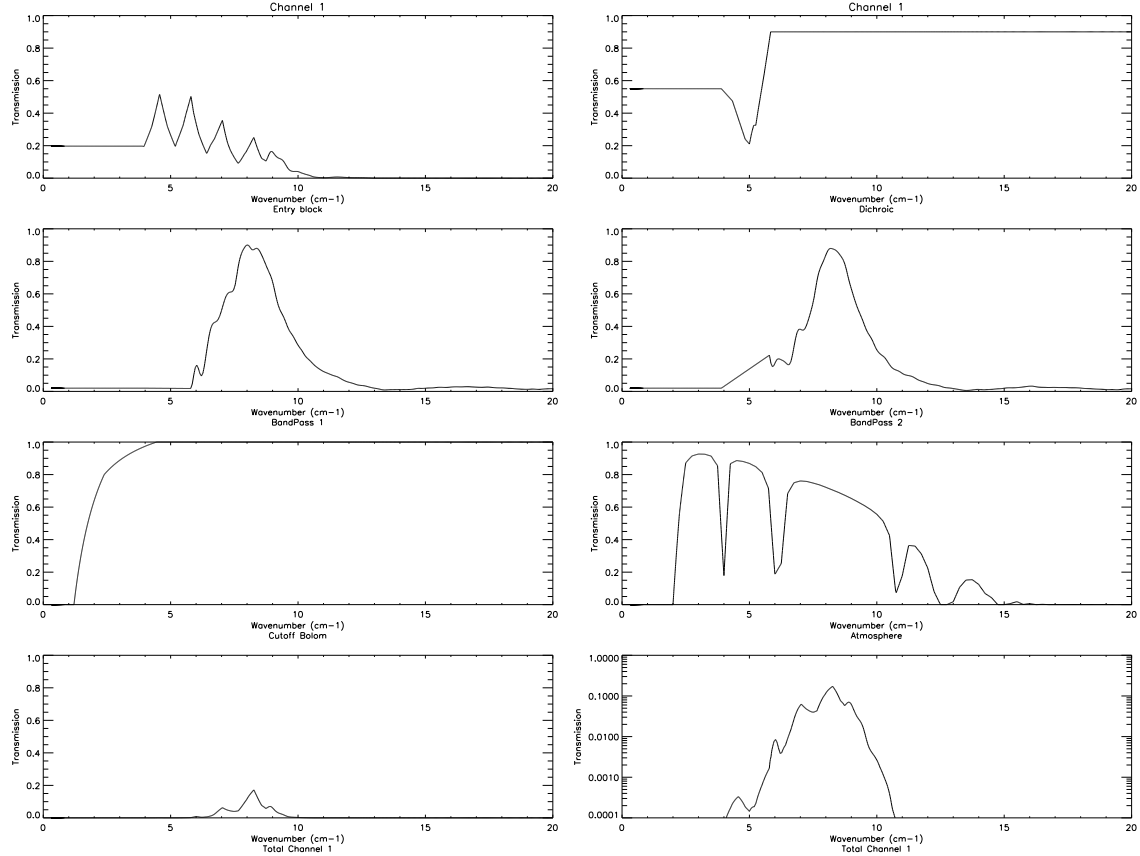 Channel 1
1.0
0.8
0.6
0.4
0.2
0.0
Transmission
0 5 10 15 20
Wavenumber (cm-1)
Entry block
Channel 1
1.0
0.8
0.6
0.4
0.2
0.0
Transmission
0 5 10 15 20
Wavenumber (cm-1)
Dichroic
1.0
0.8
0.6
0.4
0.2
0.0
Transmission
0 5 10 15 20
Wavenumber (cm-1)
BandPass 1
1.0
0.8
0.6
0.4
0.2
0.0
Transmission
0 5 10 15 20
Wavenumber (cm-1)
BandPass 2
1.0
0.8
0.6
0.4
0.2
0.0
Transmission
0 5 10 15 20
Wavenumber (cm-1)
Cutoff Bolom
1.0
0.8
0.6
0.4
0.2
0.0
Transmission
0 5 10 15 20
Wavenumber (cm-1)
Atmosphere
1.0
0.8
0.6
0.4
0.2
0.0
Transmission
0 5 10 15 20
Wavenumber (cm-1)
Total Channel 1
1.0000
0.1000
0.0100
0.0010
0.0001
Transmission
0 5 10 15 20
Wavenumber (cm-1)
Total Channel 1